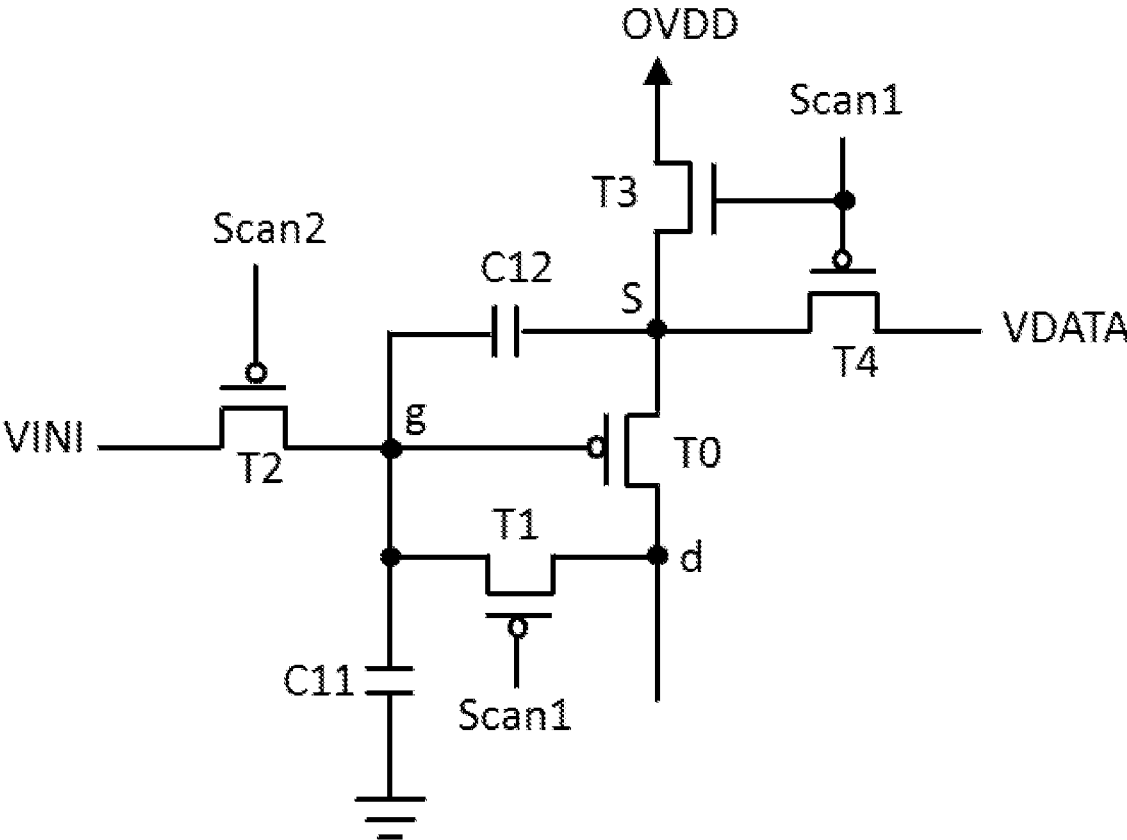 OVDD
Scan1
T3
Scan2
C12
S
VDATA
T4
g
VINI
T0
T2
T1
d
C11
Scan1